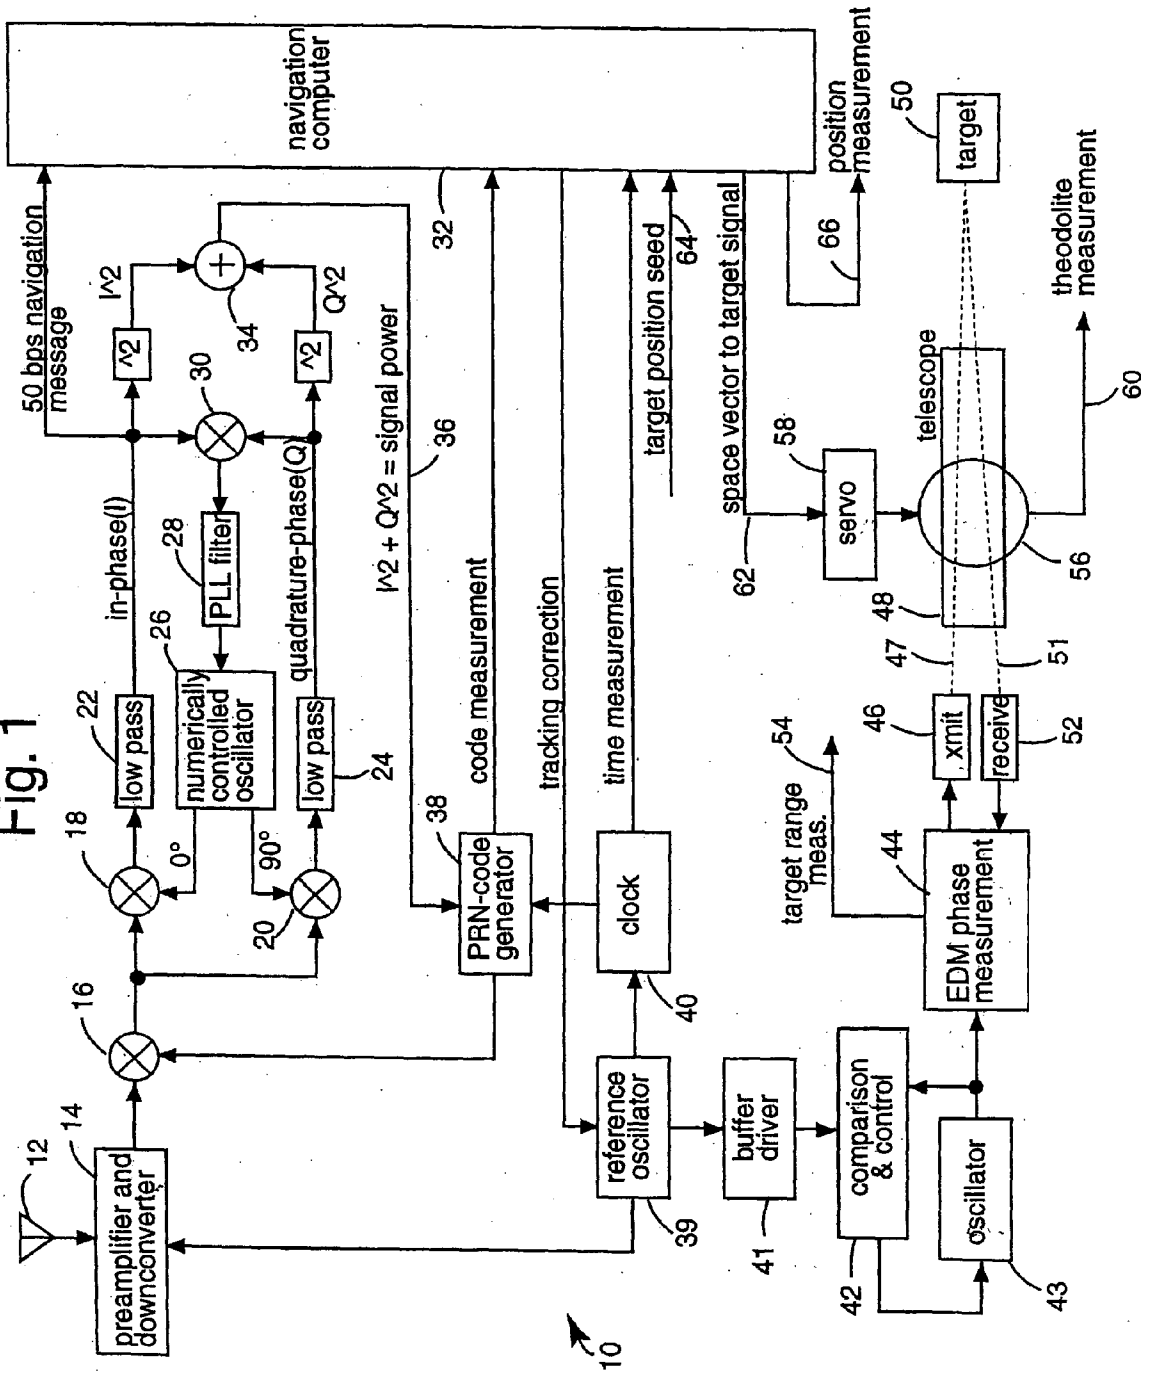 Fig. 1
12
14
preamplifier and
downconverter
16
18
20
0°
90°
22
low pass
24
low pass
26
numerically
controlled
oscillator
28
PLL filter
30
in-phase(I)
quadrature-phase(Q)
50 bps navigation
message
^2
I^2
^2
Q^2
+
34
I^2 + Q^2 = signal power
36
32
navigation
computer
38
PRN-code
generator
code measurement
tracking correction
time measurement
clock
40
reference
oscillator
39
target position seed
64
space vector to target signal
62
position
measurement
66
buffer
driver
41
comparison
& control
42
oscillator
43
EDM phase
measurement
44
target range
meas.
54
xmit
46
receive
52
47
51
48
telescope
servo
58
56
target
50
theodolite
measurement
60
10